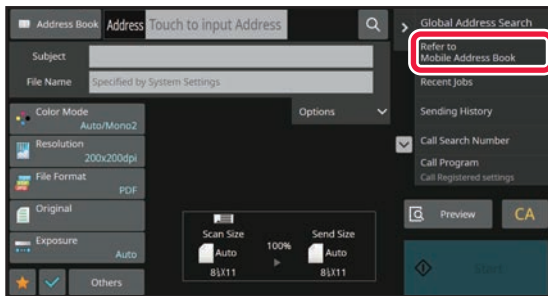 Address Book
Address
Touch to input Address
Subject
File Name
Specified by System Settings
Color Mode
Auto/Mono2
Resolution
200x200dpi
File Format
PDF
Original
Exposure
Auto
Others
Options
Scan Size
Auto
8½X11
100%
Send Size
Auto
8½X11
Global Address Search
Refer to
Mobile Address Book
Recent Jobs
Sending History
Call Search Number
Call Program
Call Registered settings
Preview
CA
Start